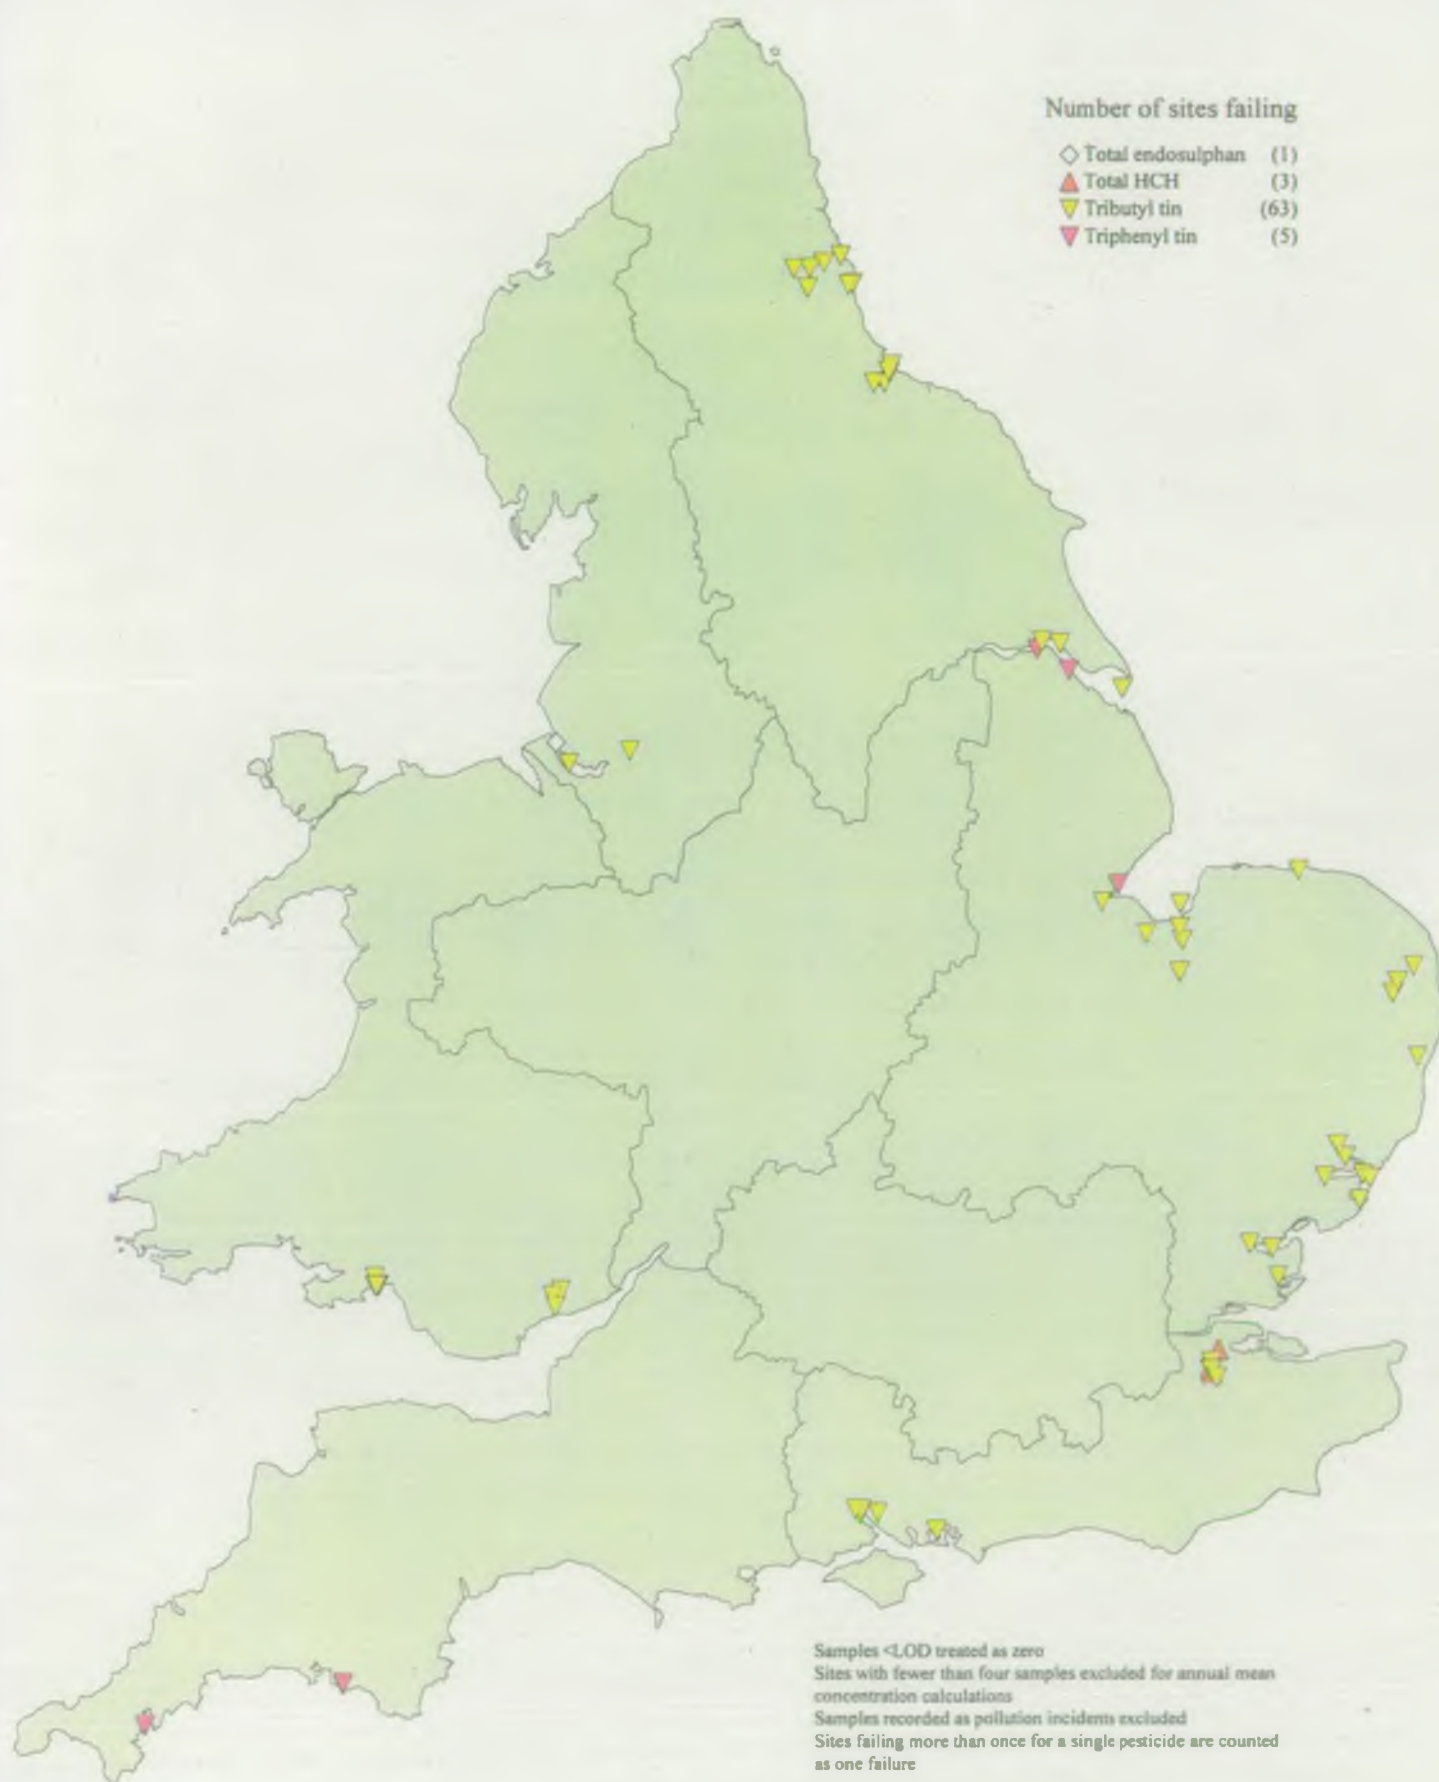 Number of sites failing
Total endosulphan (1)
Total HCH (3)
Tributyl tin (63)
Triphenyl tin (5)
Samples <LOD treated as zero
Sites with fewer than four samples excluded for annual mean
concentration calculations
Samples recorded as pollution incidents excluded
Sites failing more than once for a single pesticide are counted
as one failure